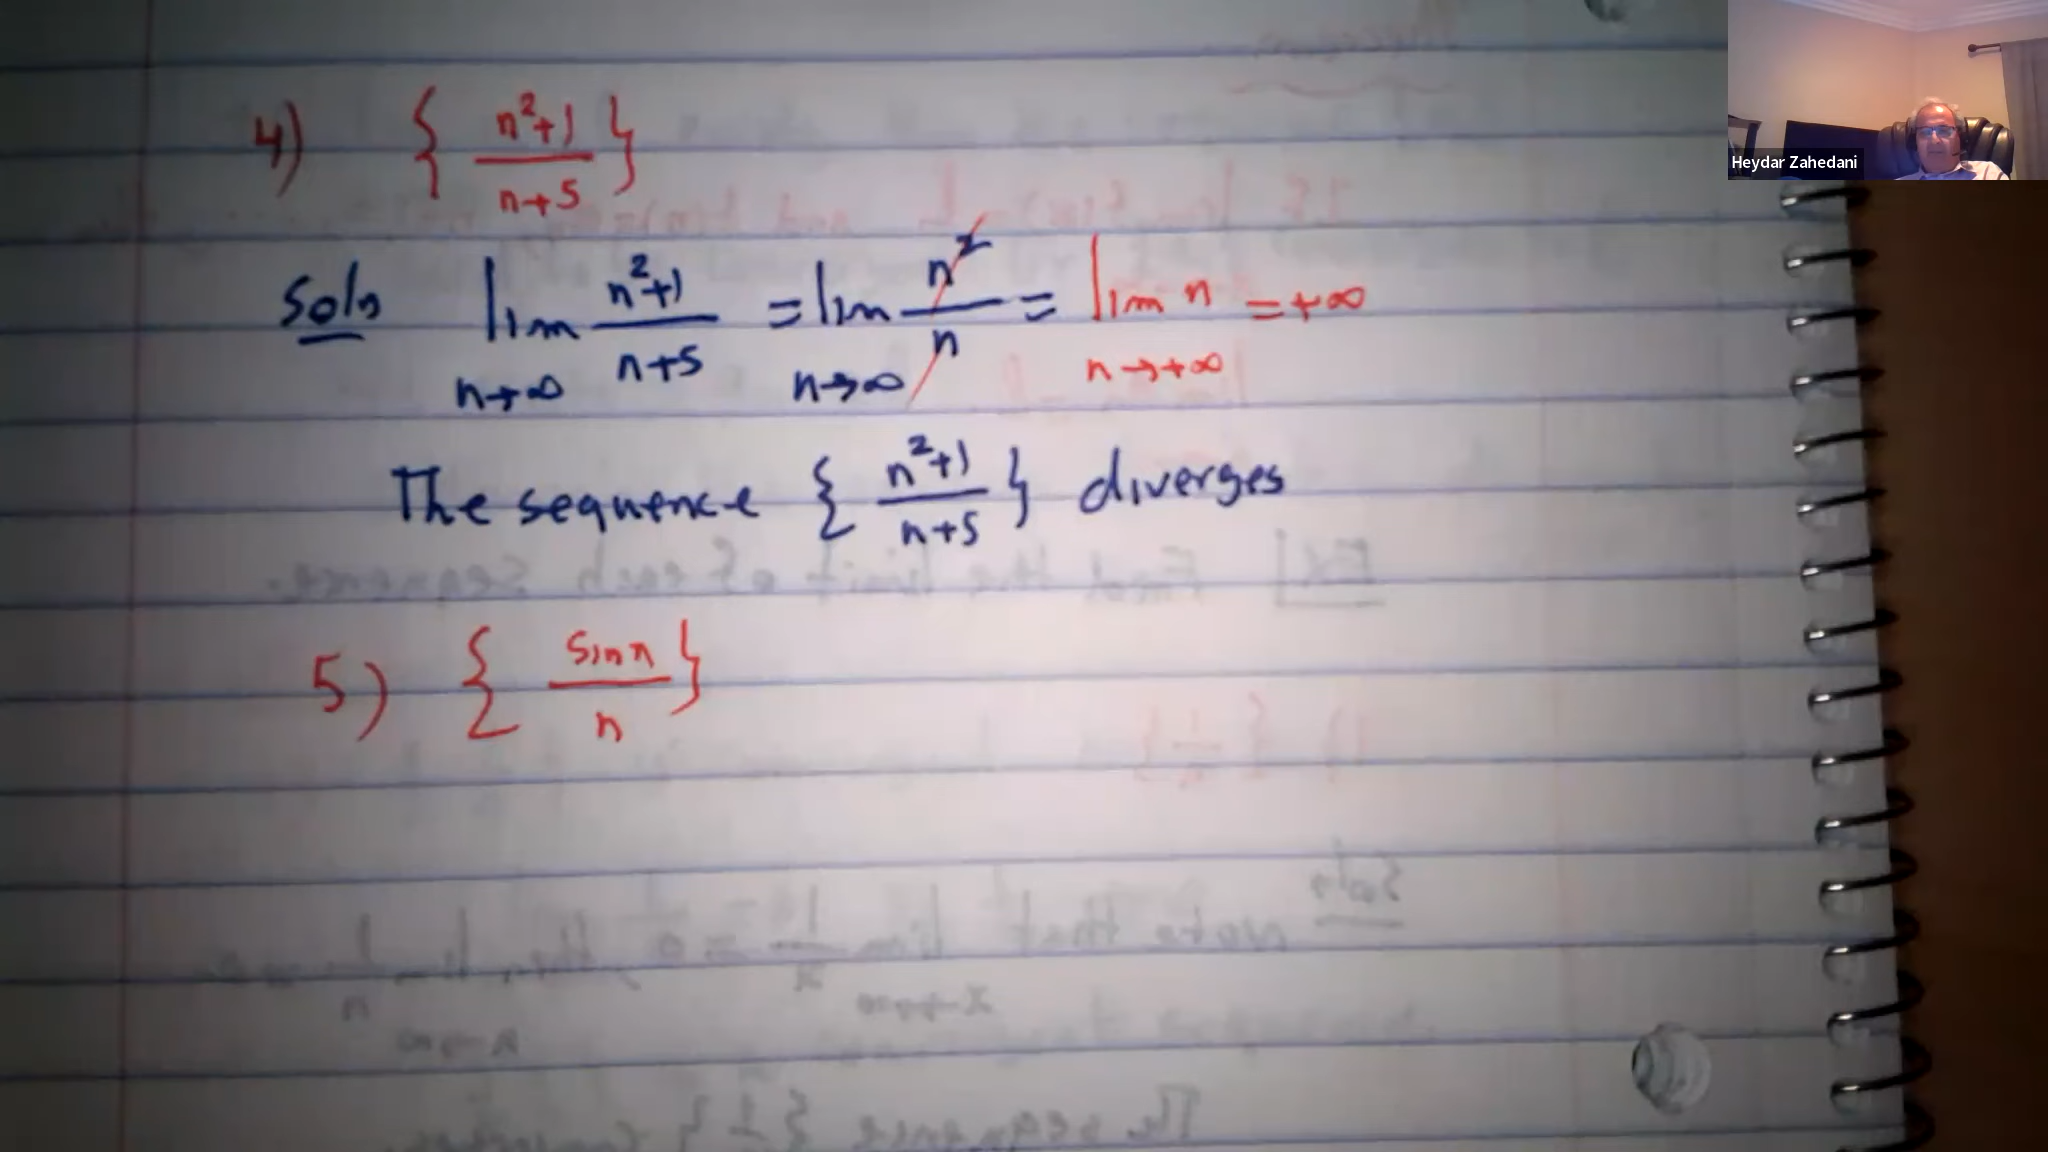 Heydar Zahedani
4) { n²+1 / n+5 }
Soln lim n→∞ n²+1 / n+5 = lim n→∞ n² / n = lim n→+∞ n = +∞
The sequence { n²+1 / n+5 } diverges
5) { sin n / n }